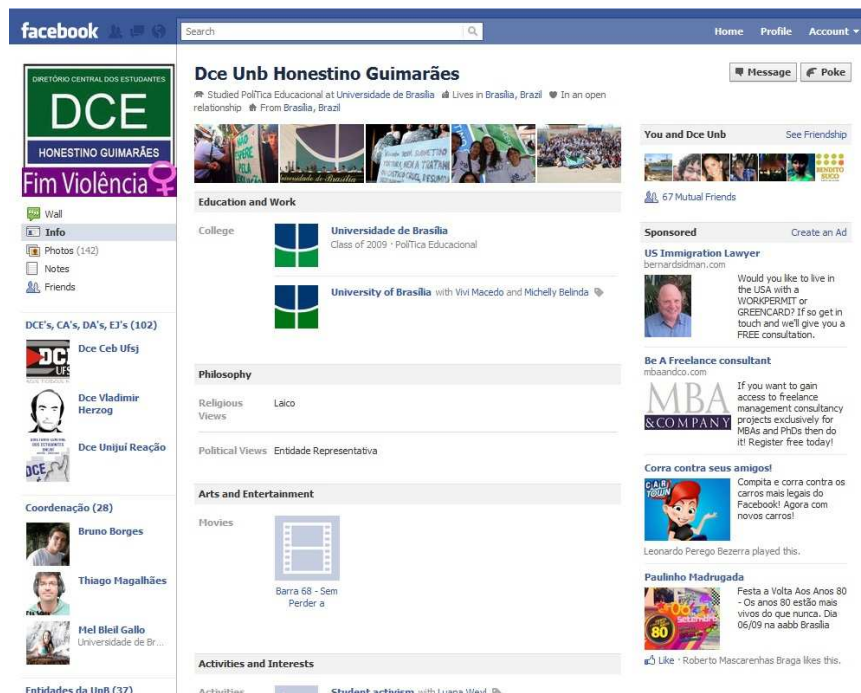 facebook
Search
Home Profile Account
DIRETÓRIO CENTRAL DOS ESTUDANTES
DCE
HONESTINO GUIMARÃES
Fim Violência
Wall
Info
Photos (142)
Notes
Friends
DCE's, CA's, DA's, EJ's (102)
DCE
UFS
Dce Ceb Ufsj
Dce Vladimir
Herzog
DCE
Dce Unijuí Reação
Coordenação (28)
Bruno Borges
Thiago Magalhães
Mel Bleil Gallo
Universidade de Br...
Entidades da UnB (37)
Dce Unb Honestino Guimarães
Studied PolíTica Educacional at Universidade de Brasília Lives in Brasília, Brazil In an open
relationship From Brasília, Brazil
Universidade de Brasília
Education and Work
College
Universidade de Brasília
Class of 2009 · PolíTica Educacional
University of Brasília with Vivi Macedo and Michelly Belinda
Philosophy
Religious
Views
Laico
Political Views Entidade Representativa
Arts and Entertainment
Movies
Barra 68 - Sem
Perder a
Activities and Interests
Activities
Student activism with Luana Weyl
Message Poke
You and Dce Unb See Friendship
BENDITO
SUCO
67 Mutual Friends
Sponsored Create an Ad
US Immigration Lawyer
bernardsidman.com
Would you like to live in
the USA with a
WORKPERMIT or
GREENCARD? If so get in
touch and we'll give you a
FREE consultation.
Be A Freelance consultant
mbaandco.com
MBA
& COMPANY
If you want to gain
access to freelance
management consultancy
projects exclusively for
MBAs and PhDs then do
it! Register free today!
Corra contra seus amigos!
CAR
TOWN
Compita e corra contra os
carros mais legais do
Facebook! Agora com
novos carros!
Leonardo Perego Bezerra played this.
Paulinho Madrugada
80
Festa a Volta Aos Anos 80
- Os anos 80 estão mais
vivos do que nunca. Dia
06/09 na aabb Brasília
Like · Roberto Mascarenhas Braga likes this.